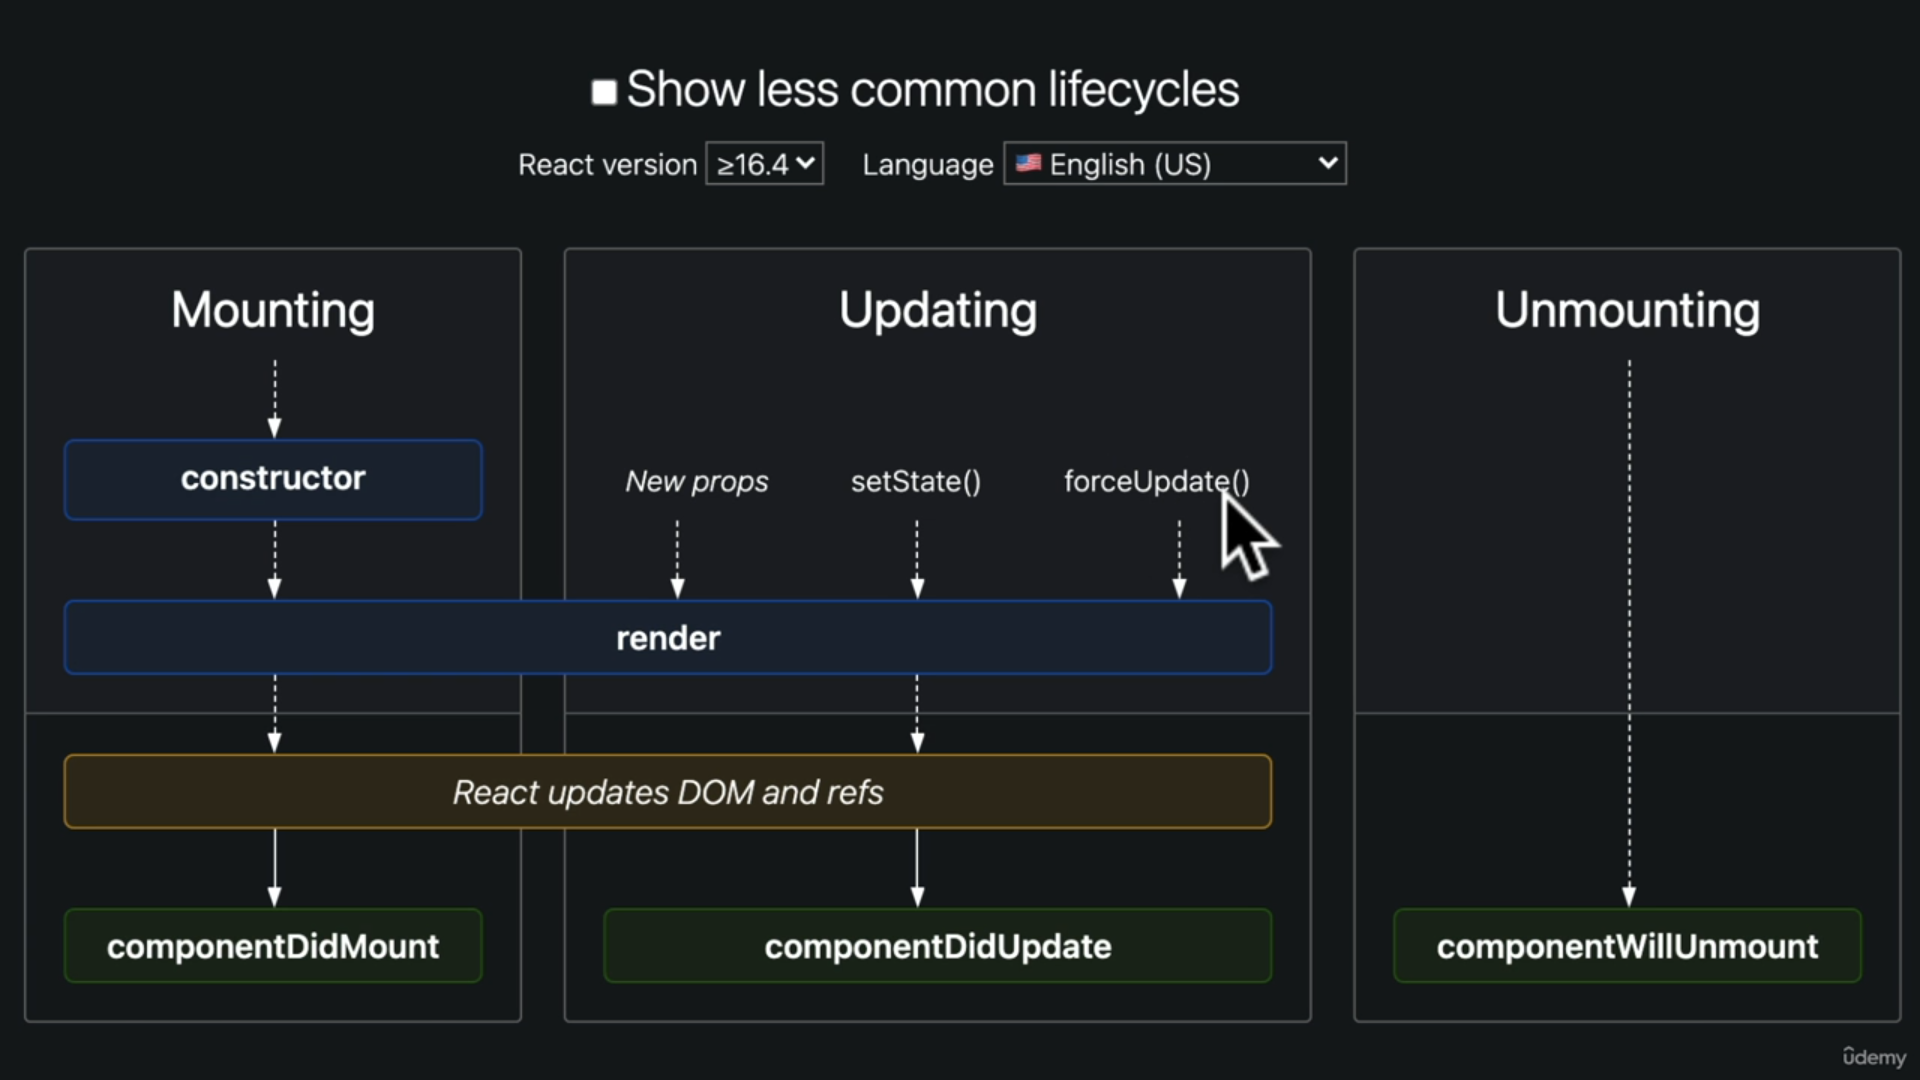 Show less common lifecycles
React version ≥16.4 Language 🇺🇸 English (US)
Mounting
Updating
Unmounting
constructor
New props
setState()
forceUpdate()
render
React updates DOM and refs
componentDidMount
componentDidUpdate
componentWillUnmount
ûdemy